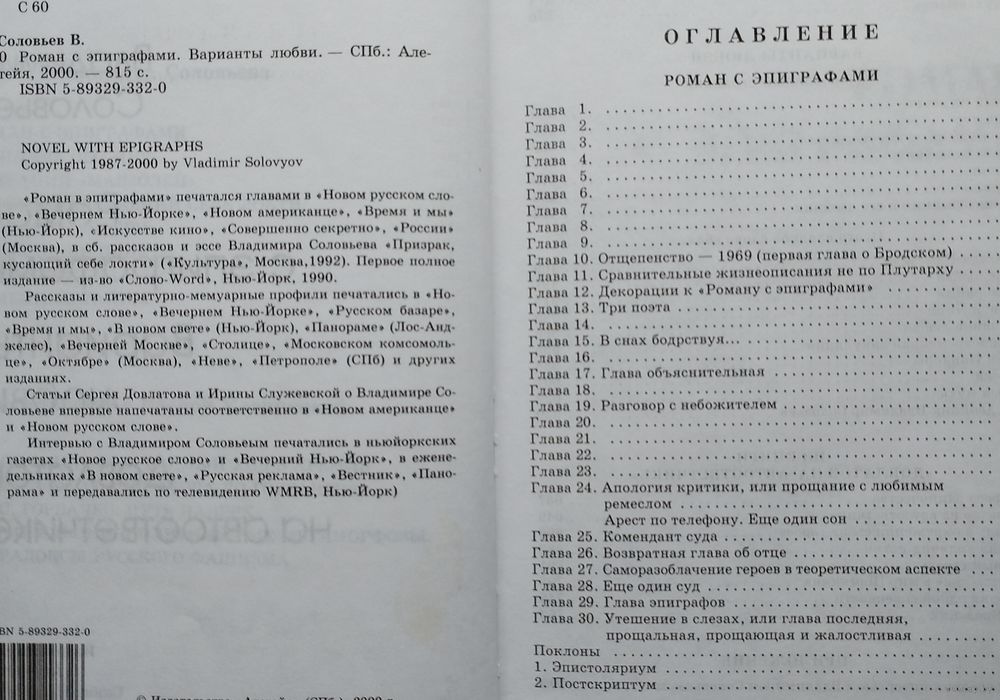 С 60
Соловьев В.
0 Роман с эпиграфами. Варианты любви. — СПб.: Але-
тейя, 2000. — 815 с.
ISBN 5-89329-332-0
NOVEL WITH EPIGRAPHS
Copyright 1987-2000 by Vladimir Solovyov
«Роман в эпиграфами» печатался главами в «Новом русском сло-
ве», «Вечернем Нью-Йорке», «Новом американце», «Время и мы»
(Нью-Йорк), «Искусстве кино», «Совершенно секретно», «России»
(Москва), в сб. рассказов и эссе Владимира Соловьева «Призрак,
кусающий себе локти» («Культура», Москва,1992). Первое полное
издание — из-во «Слово-Word», Нью-Йорк, 1990.
Рассказы и литературно-мемуарные профили печатались в «Но-
вом русском слове», «Вечернем Нью-Йорке», «Русском базаре»,
«Время и мы», «В новом свете» (Нью-Йорк), «Панораме» (Лос-Анд-
желес), «Вечерней Москве», «Столице», «Московском комсомоль-
це», «Октябре» (Москва), «Неве», «Петрополе» (СПб) и других
изданиях.
Статьи Сергея Довлатова и Ирины Служевской о Владимире Со-
ловьеве впервые напечатаны соответственно в «Новом американце»
и «Новом русском слове».
Интервью с Владимиром Соловьевым печатались в ньюйоркских
газетах «Новое русское слово» и «Вечерний Нью-Йорк», в ежене-
дельниках «В новом свете», «Русская реклама», «Вестник», «Пано-
рама» и передавались по телевидению WMRB, Нью-Йорк)
BN 5-89329-332-0
ОГЛАВЛЕНИЕ
РОМАН С ЭПИГРАФАМИ
Глава 1. . . . . . . . . . . . . . . . . . . .
Глава 2. . . . . . . . . . . . . . . . . . . .
Глава 3. . . . . . . . . . . . . . . . . . . .
Глава 4. . . . . . . . . . . . . . . . . . . .
Глава 5. . . . . . . . . . . . . . . . . . . .
Глава 6. . . . . . . . . . . . . . . . . . . .
Глава 7. . . . . . . . . . . . . . . . . . . .
Глава 8. . . . . . . . . . . . . . . . . . . .
Глава 9. . . . . . . . . . . . . . . . . . . .
Глава 10. Отщепенство — 1969 (первая глава о Бродском) . . . .
Глава 11. Сравнительные жизнеописания не по Плутарху . . . .
Глава 12. Декорации к «Роману с эпиграфами» . . . . . . . .
Глава 13. Три поэта . . . . . . . . . . . . . . . .
Глава 14. . . . . . . . . . . . . . . . . . . .
Глава 15. В снах бодрствуя... . . . . . . . . . . . . .
Глава 16. . . . . . . . . . . . . . . . . . . .
Глава 17. Глава объяснительная . . . . . . . . . . . .
Глава 18. . . . . . . . . . . . . . . . . . . .
Глава 19. Разговор с небожителем . . . . . . . . . . .
Глава 20. . . . . . . . . . . . . . . . . . . .
Глава 21. . . . . . . . . . . . . . . . . . . .
Глава 22. . . . . . . . . . . . . . . . . . . .
Глава 23. . . . . . . . . . . . . . . . . . . .
Глава 24. Апология критики, или прощание с любимым
ремеслом . . . . . . . . . . . . . . . .
Арест по телефону. Еще один сон . . . . . . . . .
Глава 25. Комендант суда . . . . . . . . . . . . . .
Глава 26. Возвратная глава об отце . . . . . . . . . .
Глава 27. Саморазоблачение героев в теоретическом аспекте . . .
Глава 28. Еще один суд . . . . . . . . . . . . . . .
Глава 29. Глава эпиграфов . . . . . . . . . . . . . .
Глава 30. Утешение в слезах, или глава последняя,
прощальная, прощающая и жалостливая . . . . . .
Поклоны . . . . . . . . . . . . . . . . . . . .
1. Эпистоляриум . . . . . . . . . . . . . . . . .
2. Постскриптум . . . . . . . . . . . . . . . . .